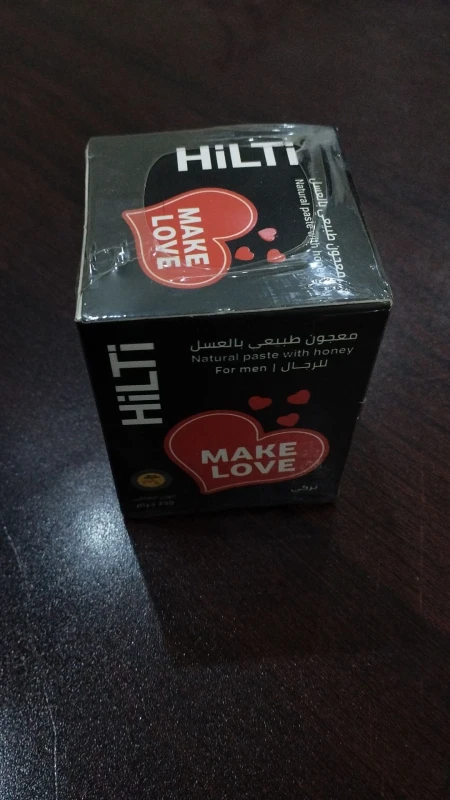 HiLTi
معجون طبيعي بالعسل
Natural paste with honey
MAKE
LOVE
HiLTi
معجون طبيعي بالعسل
Natural paste with honey
For men | للرجال
MAKE
LOVE
تركي